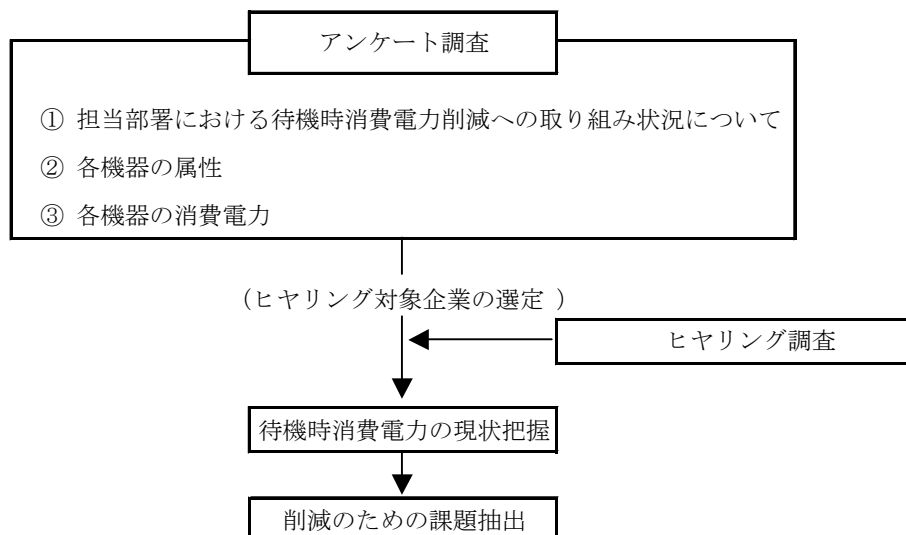 アンケート調査
① 担当部署における待機時消費電力削減への取り組み状況について
② 各機器の属性
③ 各機器の消費電力
（ヒヤリング対象企業の選定 ）
ヒヤリング調査
待機時消費電力の現状把握
削減のための課題抽出